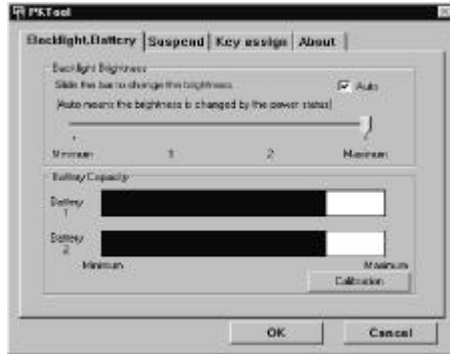 PKTool
Backlight,Battery Suspend Key assign About
Backlight Brightness
Slide the bar to change the brightness.
Auto
(Auto means the brightness is changed by the power status)
Minimum 1 2 Maximum
Battery Capacity
Battery
1
Battery
2
Minimum Maximum
Calibration
OK Cancel